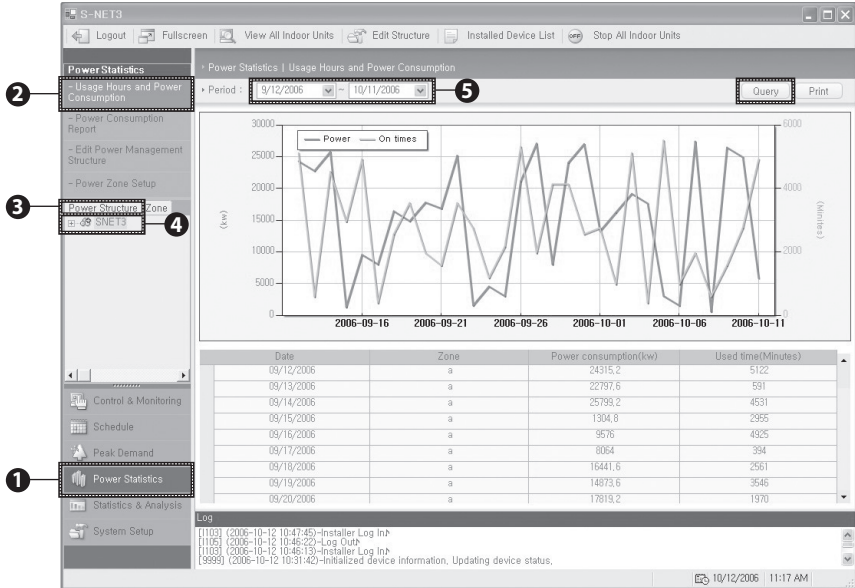 S-NET3
Logout Fullscreen View All Indoor Units Edit Structure Installed Device List OFF Stop All Indoor Units
Power Statistics
- Usage Hours and Power Consumption
- Power Consumption Report
- Edit Power Management Structure
- Power Zone Setup
Power Structure Zone
SNET3
Control & Monitoring
Schedule
Peak Demand
Power Statistics
Statistics & Analysis
System Setup
1
2
3
4
5
Power Statistics | Usage Hours and Power Consumption
Period : 9/12/2006 ~ 10/11/2006 Query Print
Power On times
(kw)
30000
25000
20000
15000
10000
5000
0
6000
4000
2000
0
(Minites)
2006-09-16 2006-09-21 2006-09-26 2006-10-01 2006-10-06 2006-10-11
Date Zone Power consumption(kw) Used time(Minutes)
09/12/2006 a 24315,2 5122
09/13/2006 a 22797,6 591
09/14/2006 a 25799,2 4531
09/15/2006 a 1304,8 2955
09/16/2006 a 9576 4925
09/17/2006 a 8064 394
09/18/2006 a 16441,6 2561
09/19/2006 a 14873,6 3546
09/20/2006 a 17819,2 1970
Log
[1103] (2006-10-12 10:47:45)-Installer Log In
[1105] (2006-10-12 10:46:22)-Log Out
[1103] (2006-10-12 10:46:13)-Installer Log In
[9999] (2006-10-12 10:31:42)-Initialized device information, Updating device status,
10/12/2006 11:17 AM